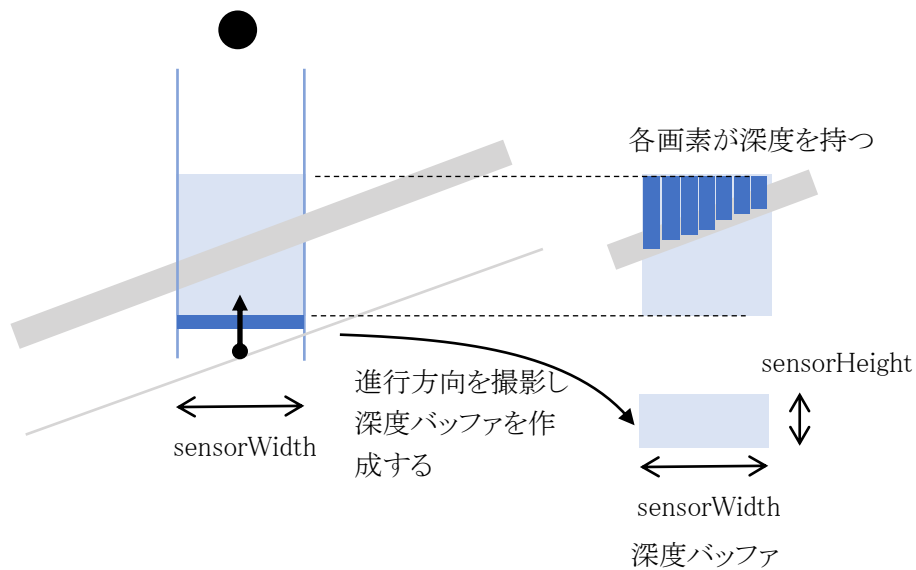 各画素が深度を持つ
sensorHeight
進行方向を撮影し
深度バッファを作
成する
sensorWidth
sensorWidth
深度バッファ